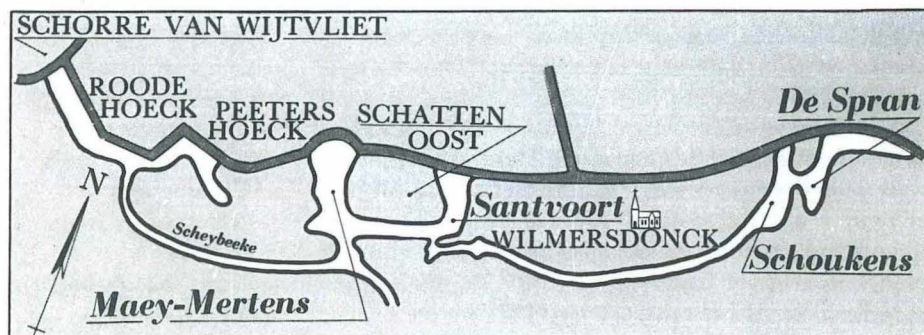 SCHORRE VAN WIJTVLIET
ROODE
HOECK
PEETERS
HOECK
SCHATTEN
OOST
De Spran
N
Scheybeeke
Santvoort
WILMERSDONCK
Schoukens
Maey-Mertens